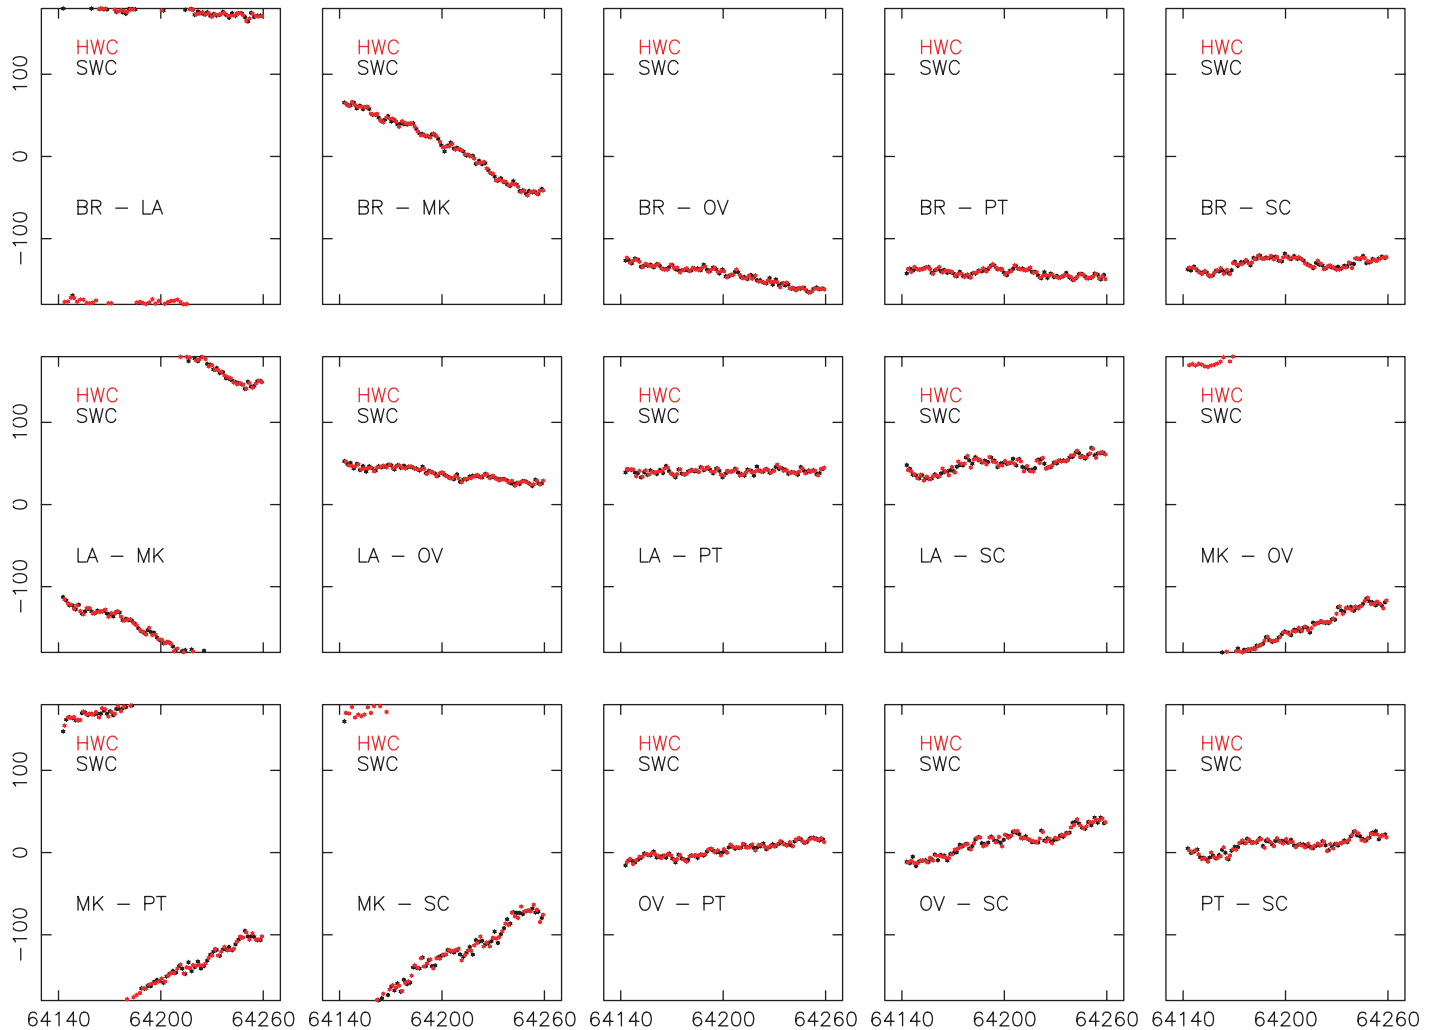 HWC
SWC
BR – LA
HWC
SWC
BR – MK
HWC
SWC
BR – OV
HWC
SWC
BR – PT
HWC
SWC
BR – SC
100
0
−100
HWC
SWC
LA – MK
HWC
SWC
LA – OV
HWC
SWC
LA – PT
HWC
SWC
LA – SC
HWC
SWC
MK – OV
100
0
−100
HWC
SWC
MK – PT
HWC
SWC
MK – SC
HWC
SWC
OV – PT
HWC
SWC
OV – SC
HWC
SWC
PT – SC
100
0
−100
64140 64200 64260
64140 64200 64260
64140 64200 64260
64140 64200 64260
64140 64200 64260